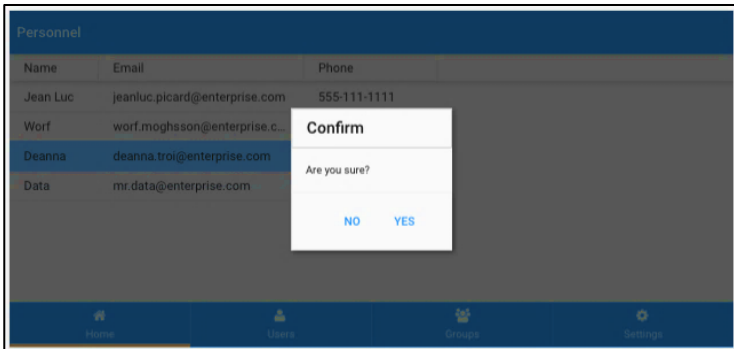 Personnel
Name Email Phone
Jean Luc jeanluc.picard@enterprise.com 555-111-1111
Worf worf.moghsson@enterprise.c...
Deanna deanna.troi@enterprise.com
Data mr.data@enterprise.com
Confirm
Are you sure?
NO YES
Home Users Groups Settings